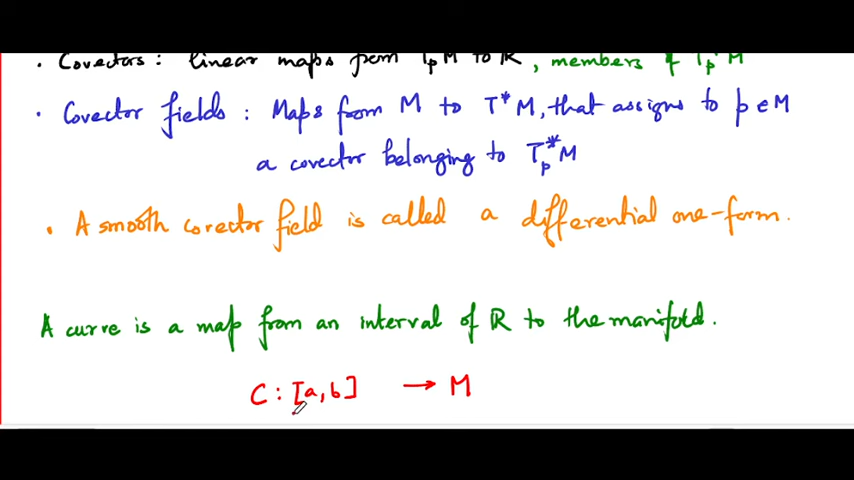 • Covectors: linear maps from TₚM to ℝ, members of Tₚ*M
• Covector fields : Maps from M to T*M, that assigns to p ∈ M
a covector belonging to Tₚ*M
• A smooth covector field is called a differential one-form.
A curve is a map from an interval of ℝ to the manifold.
C : [a, b] → M